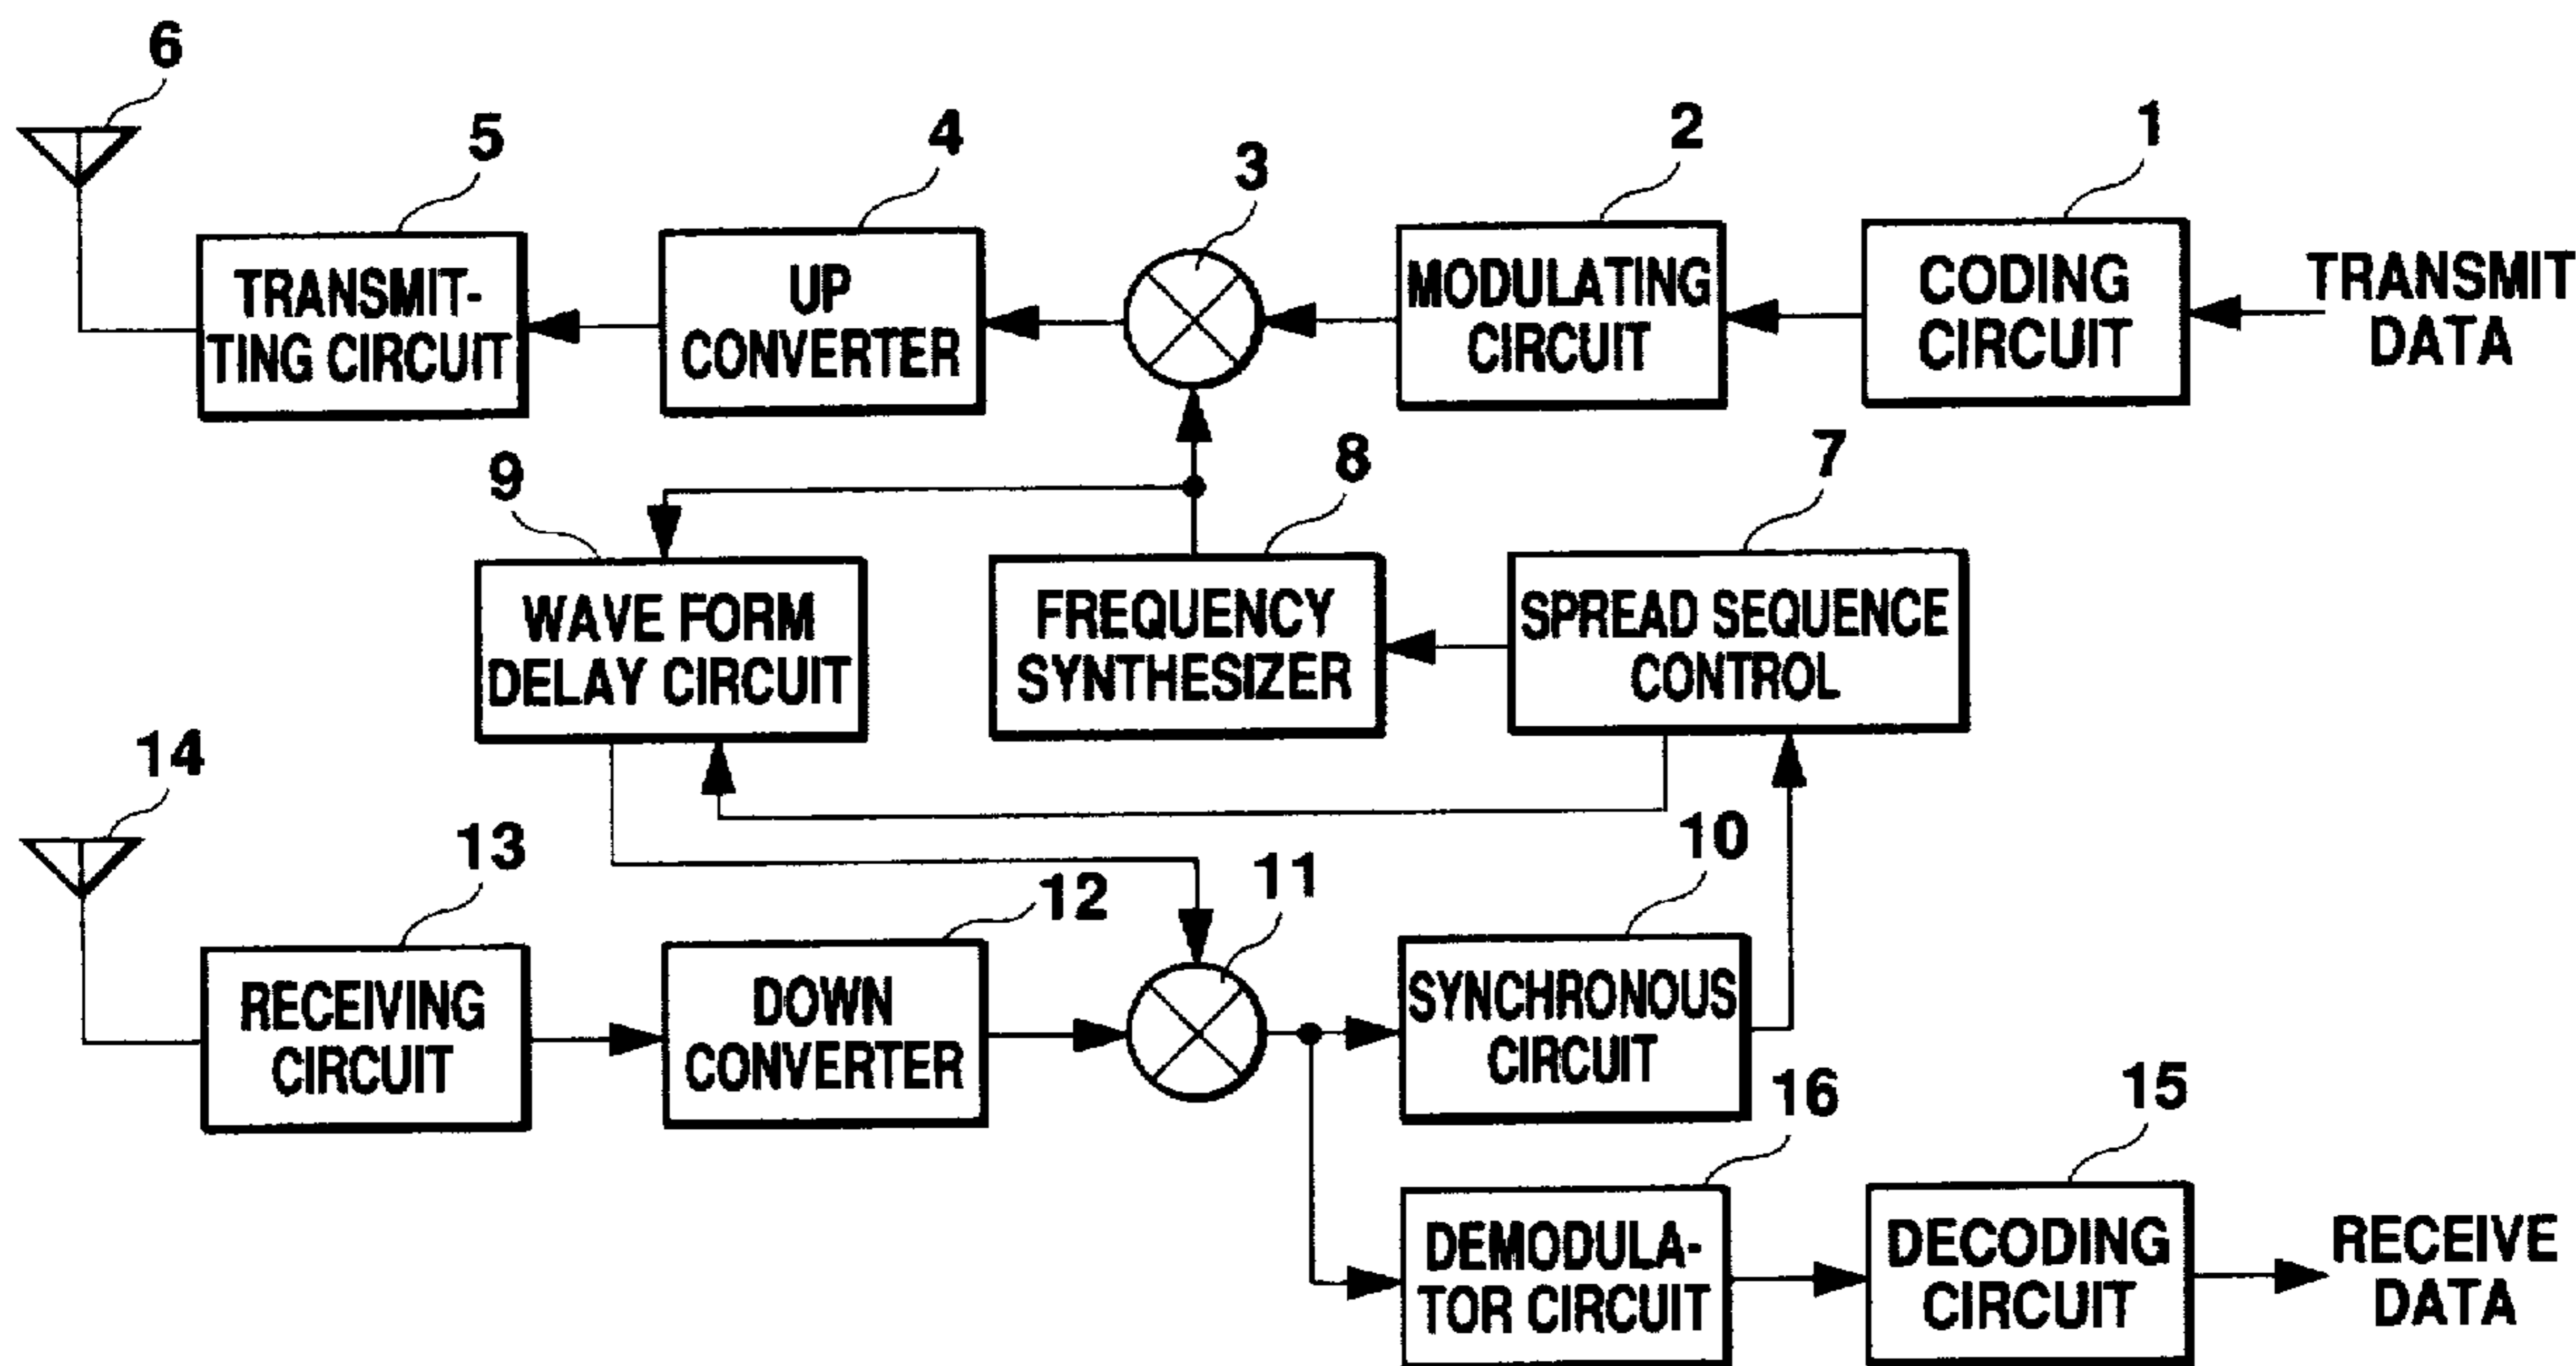 6
5
4
3
2
1
TRANSMIT-
TING CIRCUIT
UP
CONVERTER
MODULATING
CIRCUIT
CODING
CIRCUIT
TRANSMIT
DATA
9
8
7
WAVE FORM
DELAY CIRCUIT
FREQUENCY
SYNTHESIZER
SPREAD SEQUENCE
CONTROL
14
13
12
11
10
RECEIVING
CIRCUIT
DOWN
CONVERTER
SYNCHRONOUS
CIRCUIT
16
15
DEMODULA-
TOR CIRCUIT
DECODING
CIRCUIT
RECEIVE
DATA